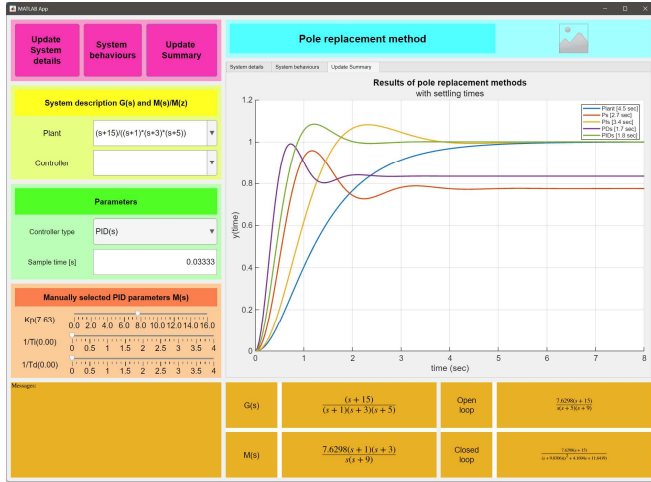 MATLAB App
Update System details
System behaviours
Update Summary
Pole replacement method
System details System behaviours Update Summary
System description G(s) and M(s)/M(z)
Plant (s+15)/((s+1)*(s+3)*(s+5))
Controller
Parameters
Controller type PID(s)
Sample time [s] 0.03333
Manually selected PID parameters M(s)
Kp(7.63)
0.0 2.0 4.0 6.0 8.0 10.0 12.0 14.0 16.0
1/Ti(0.00)
0 0.5 1 1.5 2 2.5 3 3.5 4
1/Td(0.00)
0 0.5 1 1.5 2 2.5 3 3.5 4
Messages:
Results of pole replacement methods
with settling times
Plant [4.5 sec]
Ps [2.7 sec]
PIs [3.4 sec]
PDs [1.7 sec]
PIDs [1.8 sec]
y(time)
1.2
1
0.8
0.6
0.4
0.2
0
0 1 2 3 4 5 6 7 8
time (sec)
G(s)
(s + 15)
(s + 1)(s + 3)(s + 5)
Open loop
7.6298(s + 15)
s(s + 5)(s + 9)
M(s)
7.6298(s + 1)(s + 3)
s(s + 9)
Closed loop
7.6298(s + 15)